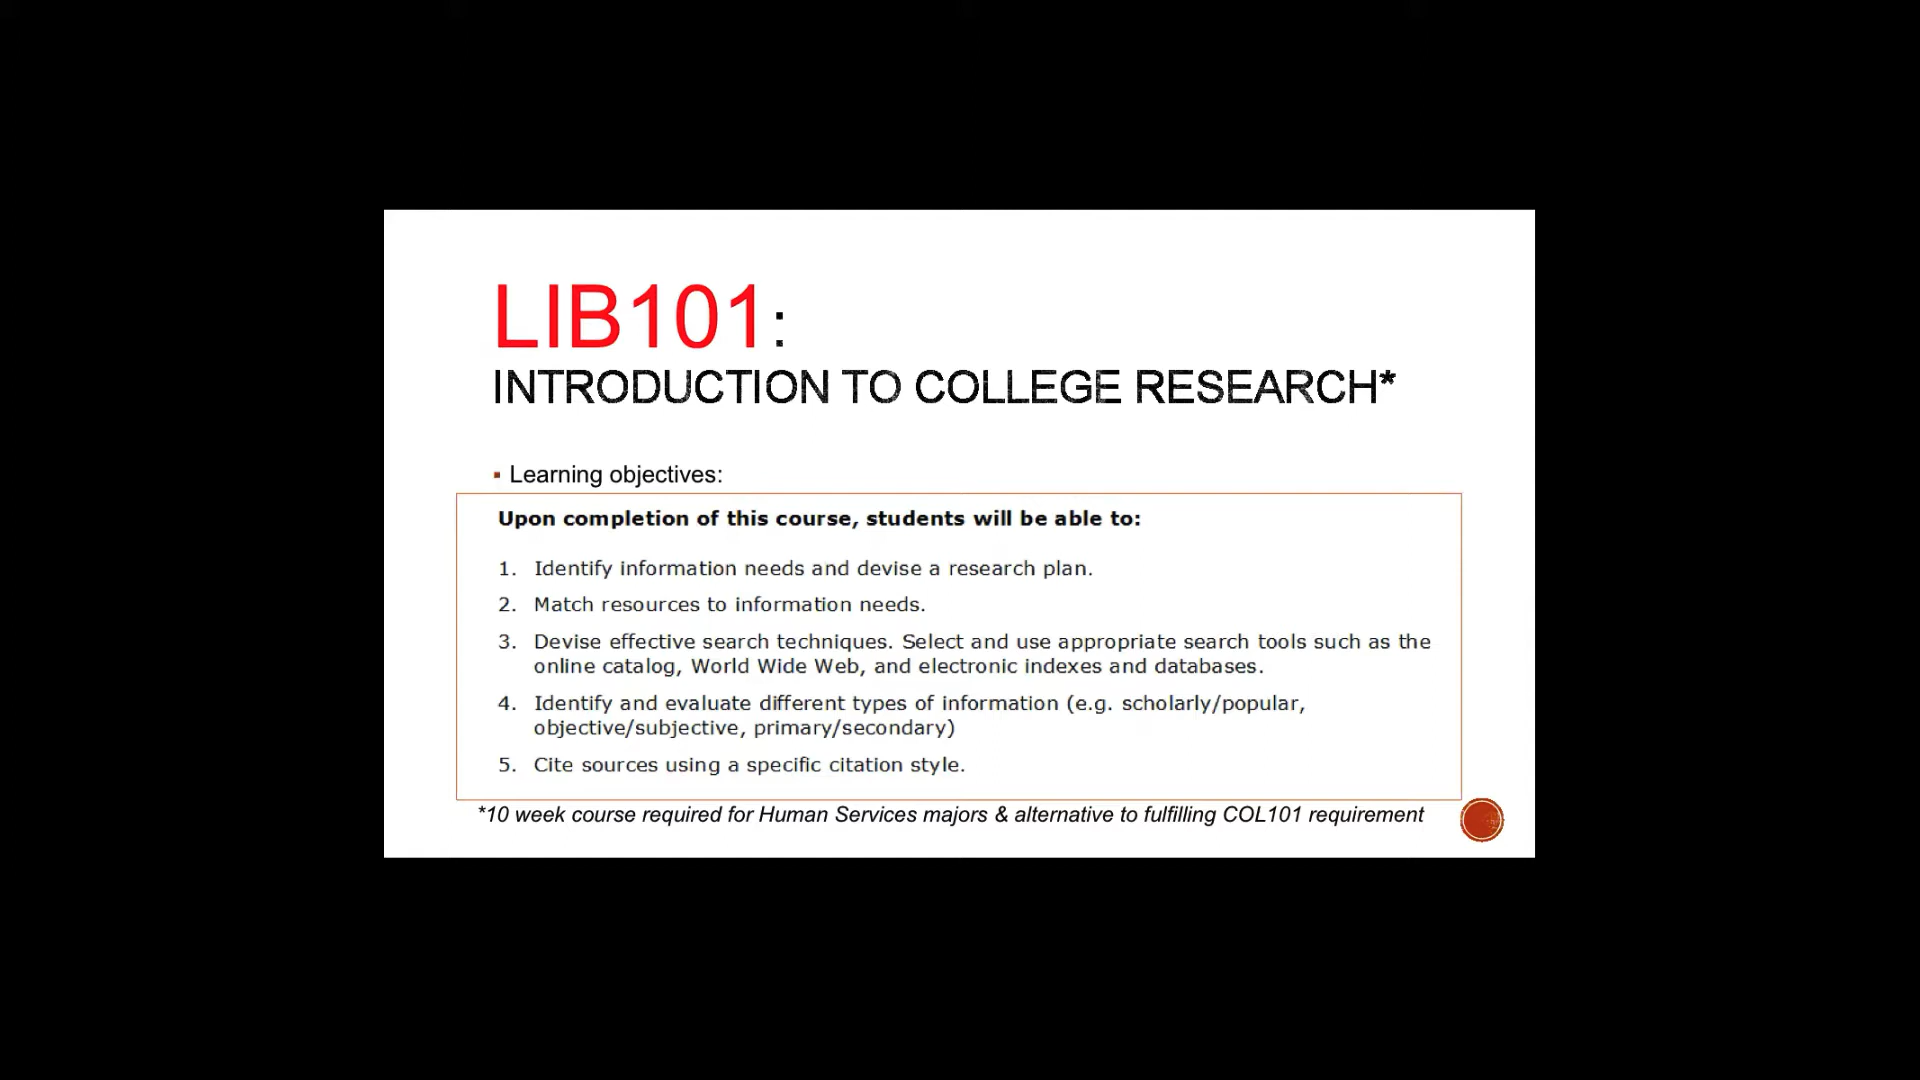 LIB101:
INTRODUCTION TO COLLEGE RESEARCH*
▪ Learning objectives:
Upon completion of this course, students will be able to:
1. Identify information needs and devise a research plan.
2. Match resources to information needs.
3. Devise effective search techniques. Select and use appropriate search tools such as the
online catalog, World Wide Web, and electronic indexes and databases.
4. Identify and evaluate different types of information (e.g. scholarly/popular,
objective/subjective, primary/secondary)
5. Cite sources using a specific citation style.
*10 week course required for Human Services majors & alternative to fulfilling COL101 requirement